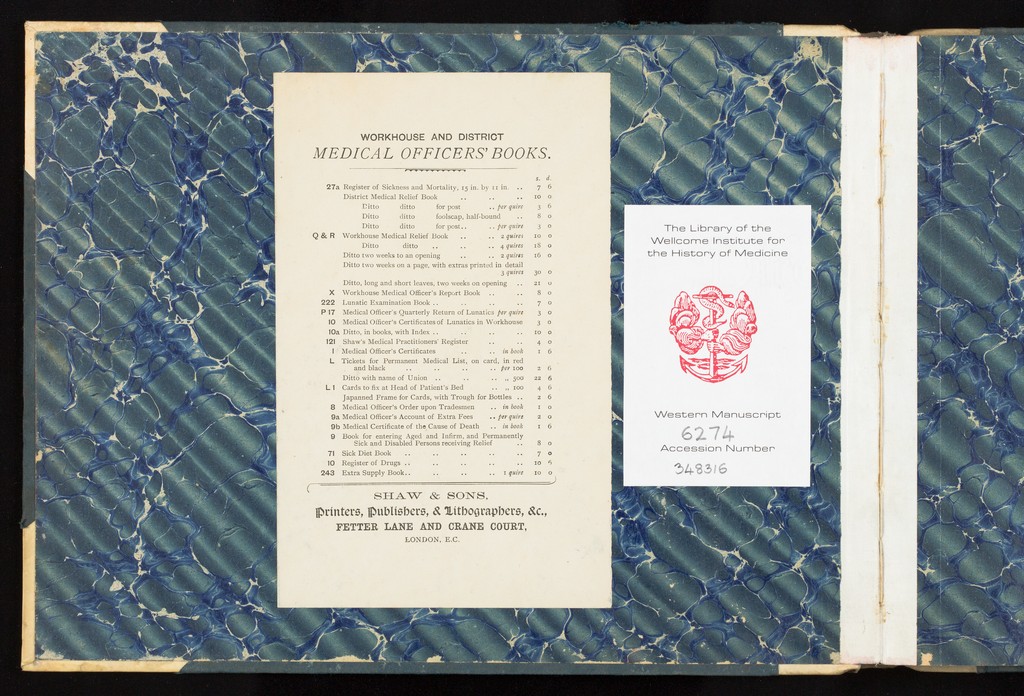 WORKHOUSE AND DISTRICT
MEDICAL OFFICERS' BOOKS.
s. d.
27a Register of Sickness and Mortality, 15 in. by 11 in. .. 7 6
District Medical Relief Book .. .. .. 10 0
Ditto ditto for post .. per quire 3 6
Ditto ditto foolscap, half-bound .. 8 0
Ditto ditto for post .. .. per quire 3 0
Q & R Workhouse Medical Relief Book .. .. 2 quires 10 0
Ditto ditto .. .. .. 4 quires 18 0
Ditto two weeks to an opening .. .. 2 quires 16 0
Ditto two weeks on a page, with extras printed in detail
3 quires 30 0
Ditto, long and short leaves, two weeks on opening .. 21 0
X Workhouse Medical Officer's Report Book .. .. 8 0
222 Lunatic Examination Book .. .. .. .. 7 0
P 17 Medical Officer's Quarterly Return of Lunatics per quire 3 0
10 Medical Officer's Certificates of Lunatics in Workhouse 3 0
10a Ditto, in books, with Index .. .. .. .. 10 0
121 Shaw's Medical Practitioners' Register .. .. 4 0
1 Medical Officer's Certificates .. .. in book 1 6
L Tickets for Permanent Medical List, on card, in red
and black .. .. .. .. per 100 2 6
Ditto with name of Union .. .. .. „ 500 22 6
L 1 Cards to fix at Head of Patient's Bed .. .. „ 100 4 6
Japanned Frame for Cards, with Trough for Bottles .. 2 6
8 Medical Officer's Order upon Tradesmen .. in book 1 0
9a Medical Officer's Account of Extra Fees .. per quire 2 0
9b Medical Certificate of the Cause of Death .. in book 1 6
9 Book for entering Aged and Infirm, and Permanently
Sick and Disabled Persons receiving Relief .. 8 0
71 Sick Diet Book .. .. .. .. .. 7 0
10 Register of Drugs .. .. .. .. .. 10 6
243 Extra Supply Book .. .. .. .. 1 quire 10 0
SHAW & SONS,
Printers, Publishers, & Lithographers, &c.,
FETTER LANE AND CRANE COURT,
LONDON, E.C.
The Library of the
Wellcome Institute for
the History of Medicine
Western Manuscript
6274
Accession Number
348316